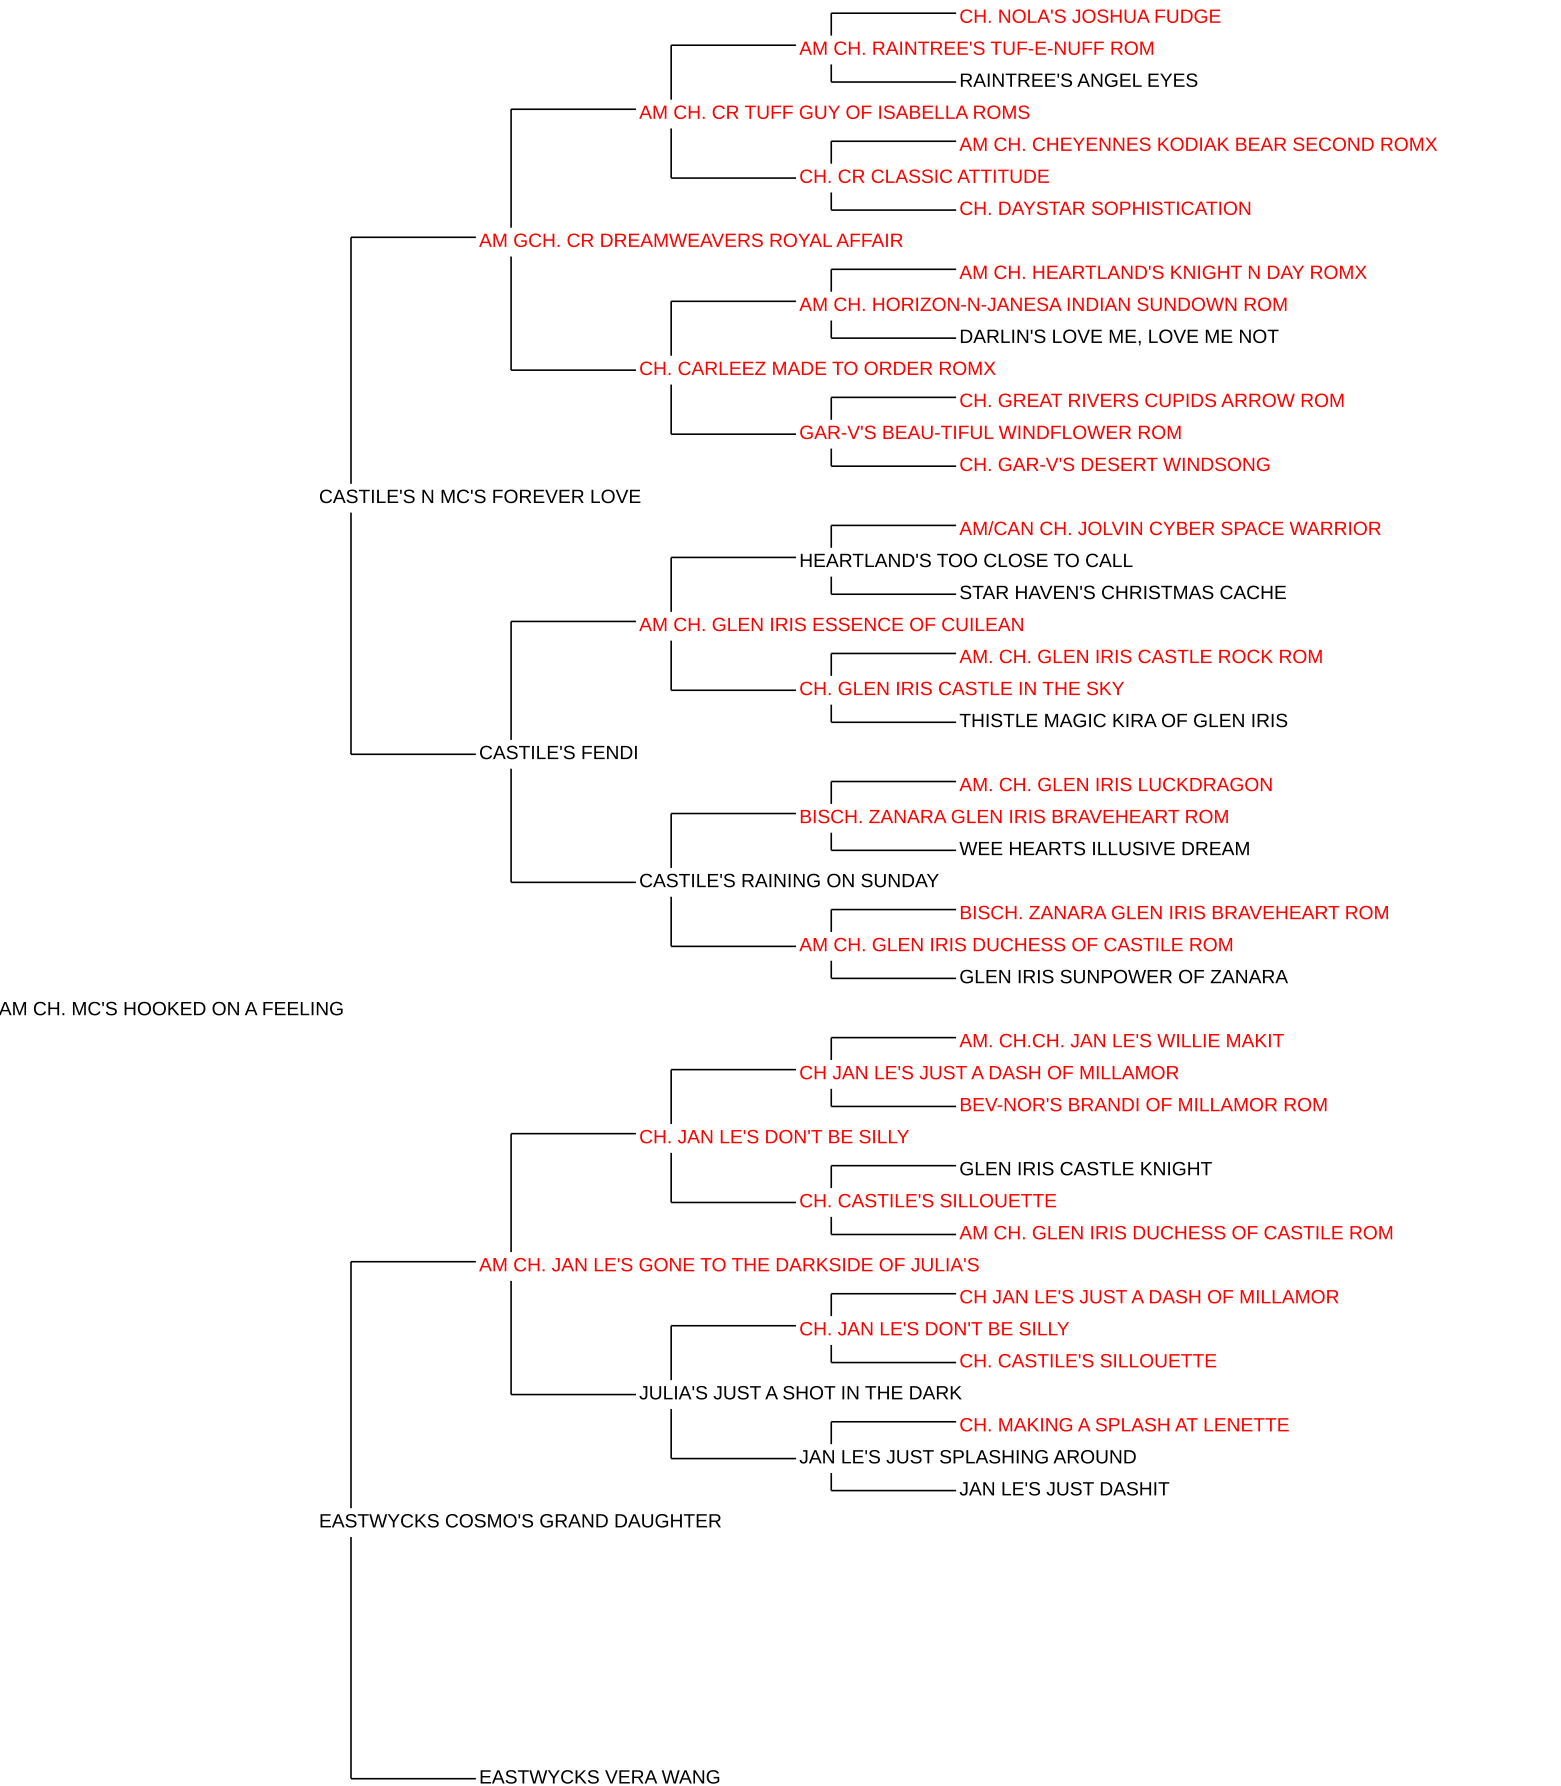 CH. NOLA'S JOSHUA FUDGE
AM CH. RAINTREE'S TUF-E-NUFF ROM
RAINTREE'S ANGEL EYES
AM CH. CR TUFF GUY OF ISABELLA ROMS
AM CH. CHEYENNES KODIAK BEAR SECOND ROMX
CH. CR CLASSIC ATTITUDE
CH. DAYSTAR SOPHISTICATION
AM GCH. CR DREAMWEAVERS ROYAL AFFAIR
AM CH. HEARTLAND'S KNIGHT N DAY ROMX
AM CH. HORIZON-N-JANESA INDIAN SUNDOWN ROM
DARLIN'S LOVE ME, LOVE ME NOT
CH. CARLEEZ MADE TO ORDER ROMX
CH. GREAT RIVERS CUPIDS ARROW ROM
GAR-V'S BEAU-TIFUL WINDFLOWER ROM
CH. GAR-V'S DESERT WINDSONG
CASTILE'S N MC'S FOREVER LOVE
AM/CAN CH. JOLVIN CYBER SPACE WARRIOR
HEARTLAND'S TOO CLOSE TO CALL
STAR HAVEN'S CHRISTMAS CACHE
AM CH. GLEN IRIS ESSENCE OF CUILEAN
AM. CH. GLEN IRIS CASTLE ROCK ROM
CH. GLEN IRIS CASTLE IN THE SKY
THISTLE MAGIC KIRA OF GLEN IRIS
CASTILE'S FENDI
AM. CH. GLEN IRIS LUCKDRAGON
BISCH. ZANARA GLEN IRIS BRAVEHEART ROM
WEE HEARTS ILLUSIVE DREAM
CASTILE'S RAINING ON SUNDAY
BISCH. ZANARA GLEN IRIS BRAVEHEART ROM
AM CH. GLEN IRIS DUCHESS OF CASTILE ROM
GLEN IRIS SUNPOWER OF ZANARA
AM CH. MC'S HOOKED ON A FEELING
AM. CH.CH. JAN LE'S WILLIE MAKIT
CH JAN LE'S JUST A DASH OF MILLAMOR
BEV-NOR'S BRANDI OF MILLAMOR ROM
CH. JAN LE'S DON'T BE SILLY
GLEN IRIS CASTLE KNIGHT
CH. CASTILE'S SILLOUETTE
AM CH. GLEN IRIS DUCHESS OF CASTILE ROM
AM CH. JAN LE'S GONE TO THE DARKSIDE OF JULIA'S
CH JAN LE'S JUST A DASH OF MILLAMOR
CH. JAN LE'S DON'T BE SILLY
CH. CASTILE'S SILLOUETTE
JULIA'S JUST A SHOT IN THE DARK
CH. MAKING A SPLASH AT LENETTE
JAN LE'S JUST SPLASHING AROUND
JAN LE'S JUST DASHIT
EASTWYCKS COSMO'S GRAND DAUGHTER
EASTWYCKS VERA WANG